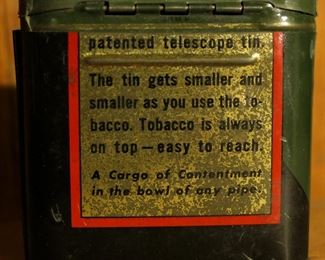 patented telescope tin.
The tin gets smaller and
smaller as you use the to-
bacco. Tobacco is always
on top — easy to reach.
A Cargo of Contentment
in the bowl of any pipe.